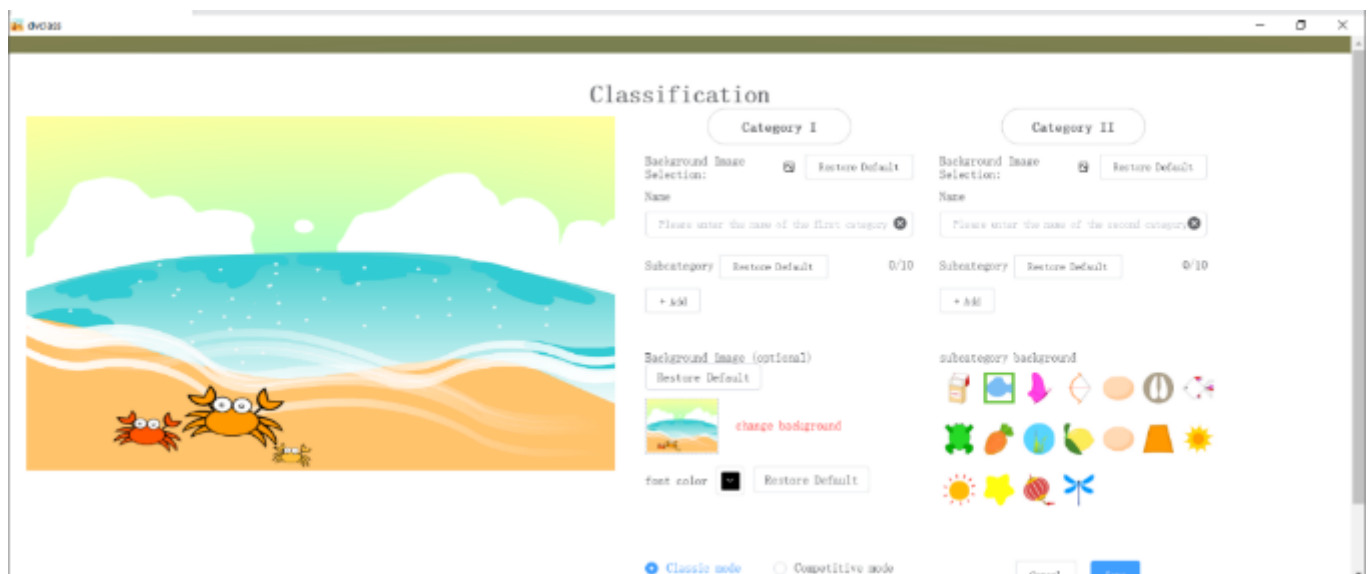 dvclass
Classification
Category I
Category II
Background Image
Selection:
Restore Default
Background Image
Selection:
Restore Default
Name
Name
Please enter the name of the first category
Please enter the name of the second category
Subcategory Restore Default 0/10
Subcategory Restore Default 0/10
+ Add
+ Add
Background Image (optional)
subcategory background
Restore Default
change background
font color
Restore Default
Classic mode
Competitive mode